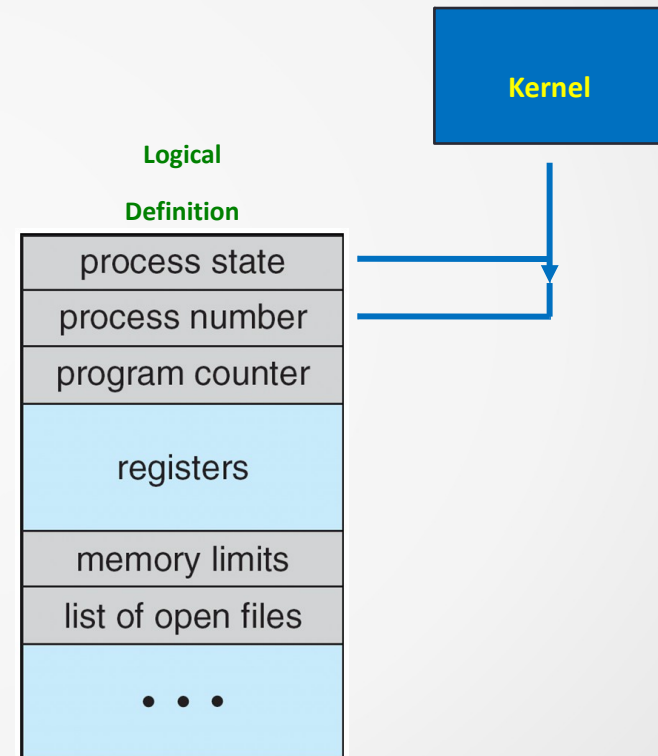 Kernel
Logical
Definition
process state
process number
program counter
registers
memory limits
list of open files
• • •